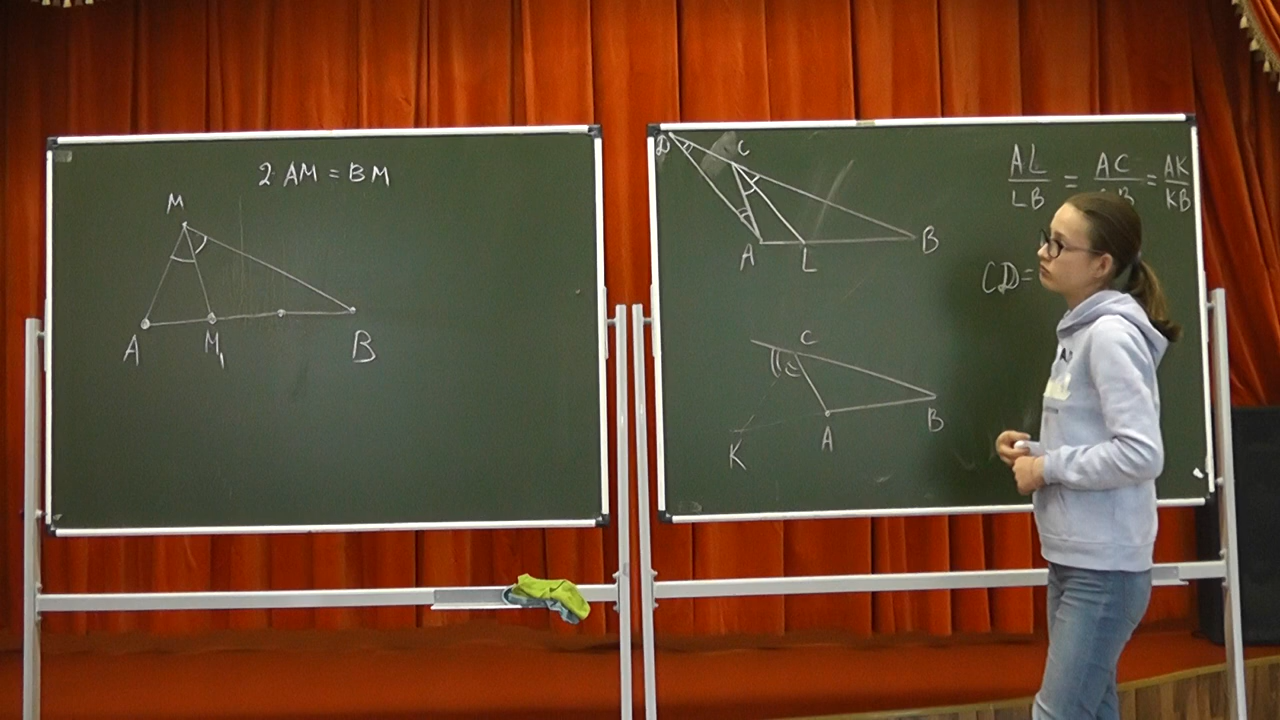 2 AM = BM
M
A M₁ B
D C
A L B
AL/LB = AC/ B = AK/KB
CD=
C
K A B